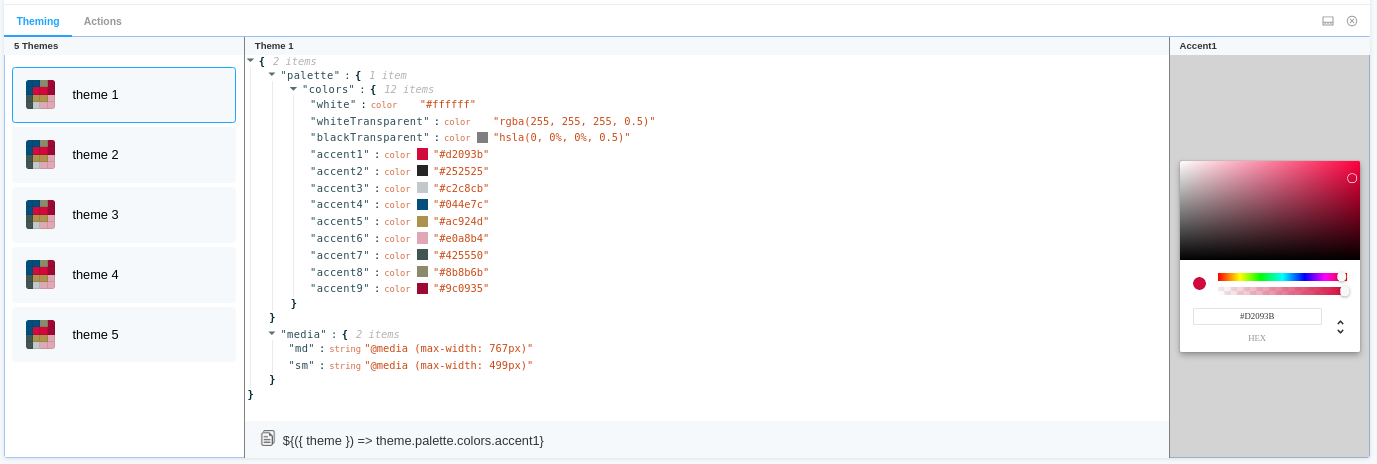 Theming Actions
5 Themes
theme 1
theme 2
theme 3
theme 4
theme 5
Theme 1
{ 2 items
"palette" : { 1 item
"colors" : { 12 items
"white" : color "#ffffff"
"whiteTransparent" : color "rgba(255, 255, 255, 0.5)"
"blackTransparent" : color "hsla(0, 0%, 0%, 0.5)"
"accent1" : color "#d2093b"
"accent2" : color "#252525"
"accent3" : color "#c2c8cb"
"accent4" : color "#044e7c"
"accent5" : color "#ac924d"
"accent6" : color "#e0a8b4"
"accent7" : color "#425550"
"accent8" : color "#8b8b6b"
"accent9" : color "#9c0935"
}
}
"media" : { 2 items
"md" : string "@media (max-width: 767px)"
"sm" : string "@media (max-width: 499px)"
}
}
${({ theme }) => theme.palette.colors.accent1}
Accent1
#D2093B
HEX